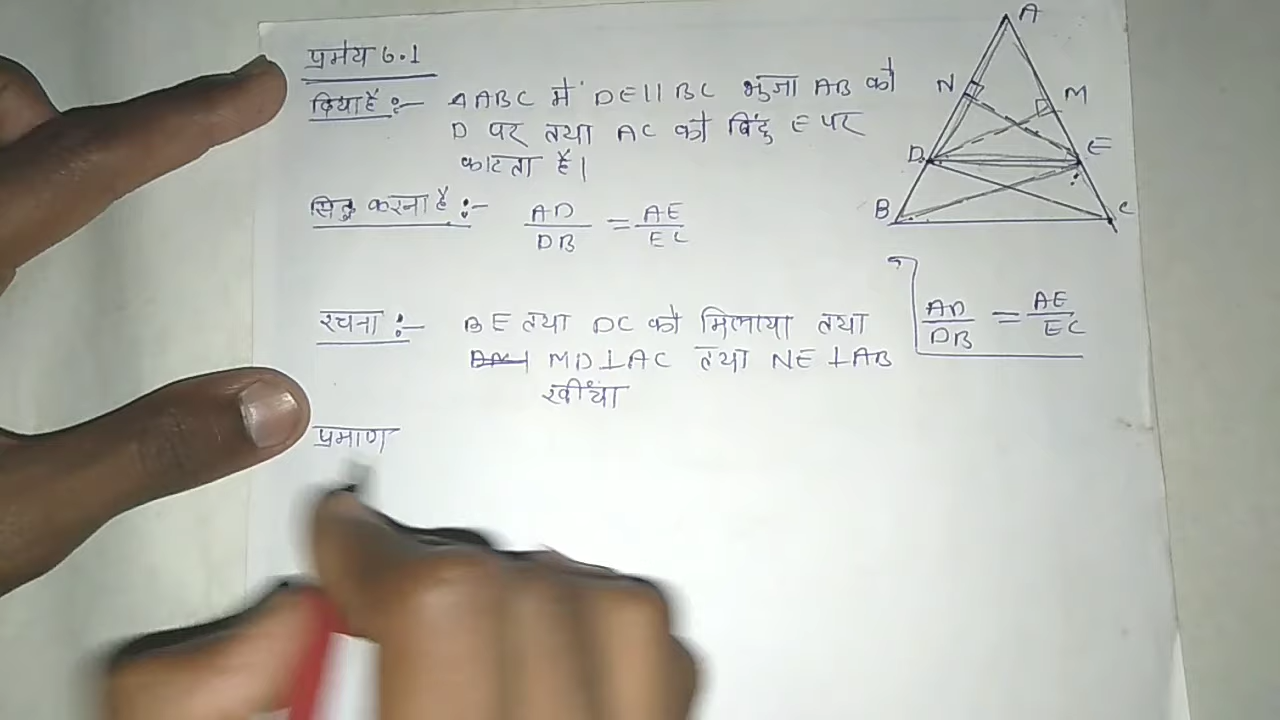 प्रमेय 6.1
दिया है :- △ABC में DE||BC भुजा AB को
D पर तथा AC को बिंदु E पर
काटता है।
सिद्ध करना है :- AD/DB = AE/EC
रचना :- BE तथा DC को मिलाया तथा
MD⊥AC तथा NE⊥AB
खींचा
प्रमाण
A
N
M
D
E
B
C
AD/DB = AE/EC